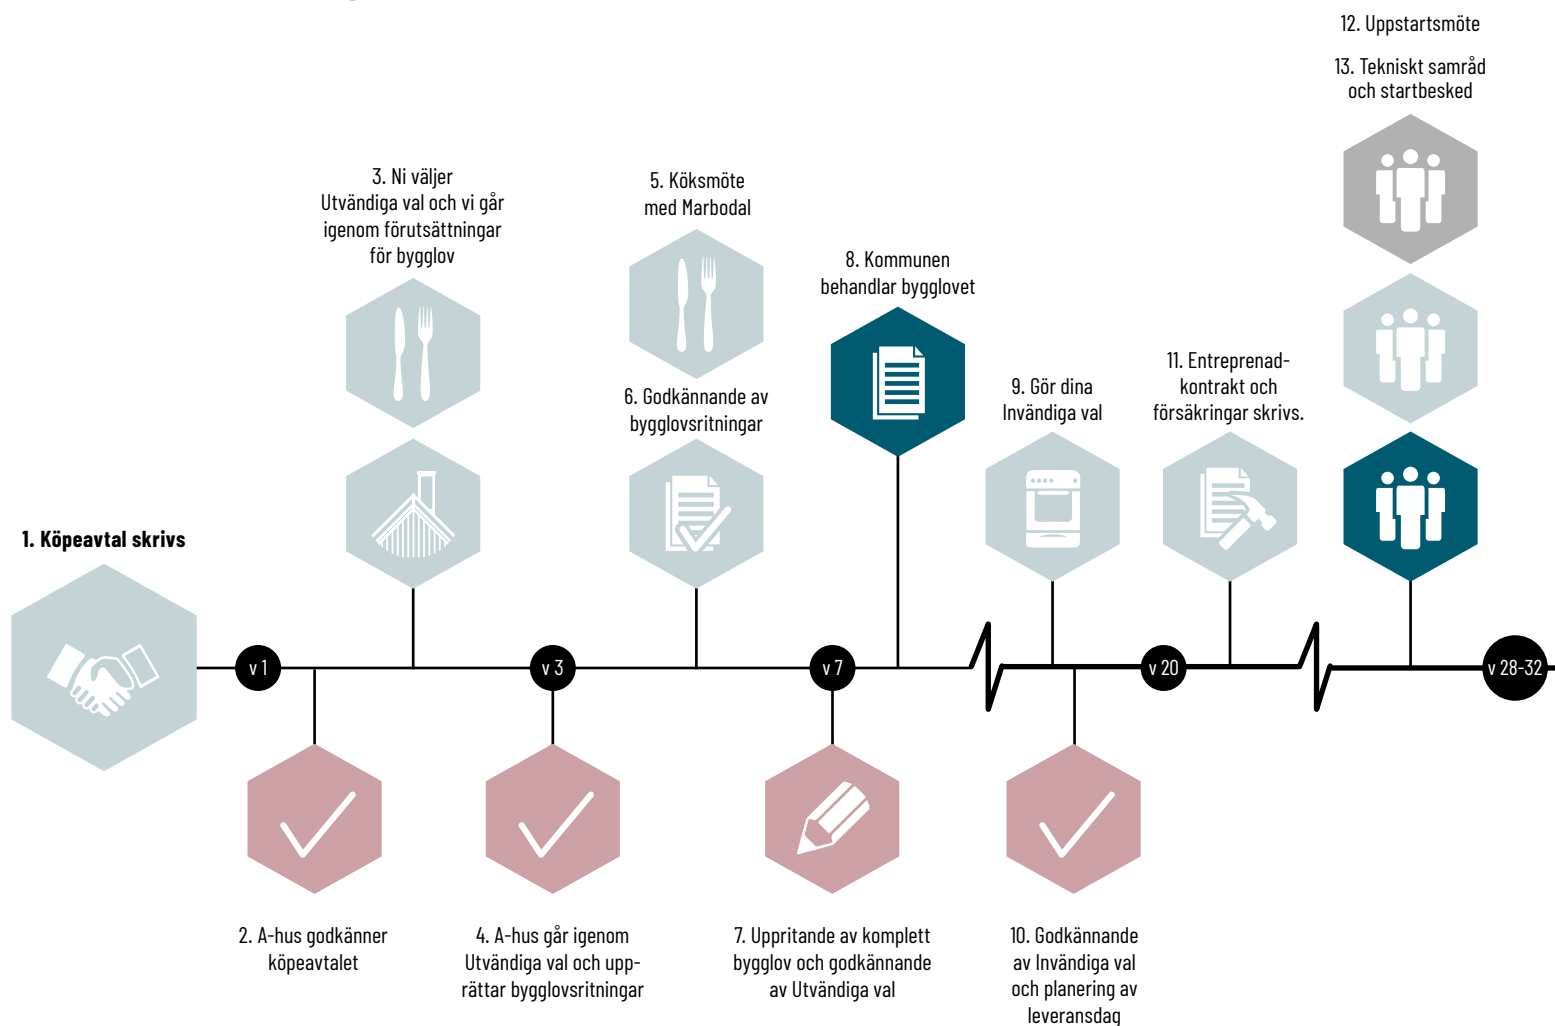 12. Uppstartsmöte
13. Tekniskt samråd
och startbesked
3. Ni väljer
Utvändiga val och vi går
igenom förutsättningar
för bygglov
5. Köksmöte
med Marbodal
8. Kommunen
behandlar bygglovet
11. Entreprenad-
kontrakt och
försäkringar skrivs.
9. Gör dina
Invändiga val
6. Godkännande av
bygglovsritningar
1. Köpeavtal skrivs
v 1
v 3
v 7
v 20
v 28-32
2. A-hus godkänner
köpeavtalet
4. A-hus går igenom
Utvändiga val och upp-
rättar bygglovsritningar
7. Uppritande av komplett
bygglov och godkännande
av Utvändiga val
10. Godkännande
av Invändiga val
och planering av
leveransdag